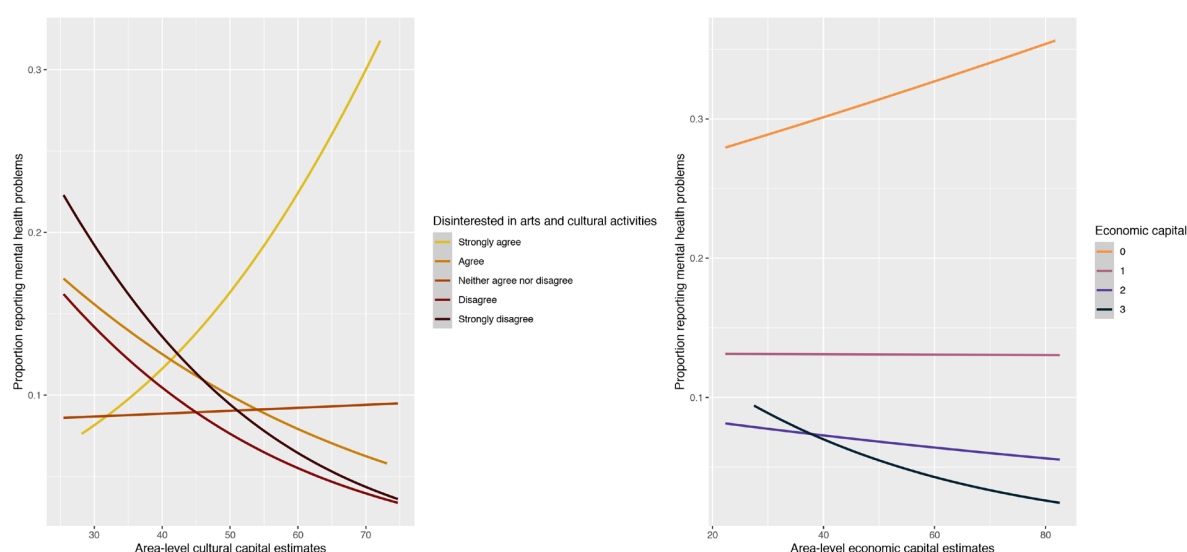 Proportion reporting mental health problems
0.3
0.2
0.1
30 40 50 60 70
Area-level cultural capital estimates
Disinterested in arts and cultural activities
Strongly agree
Agree
Neither agree nor disagree
Disagree
Strongly disagree
Proportion reporting mental health problems
0.3
0.2
0.1
20 40 60 80
Area-level economic capital estimates
Economic capital
0
1
2
3